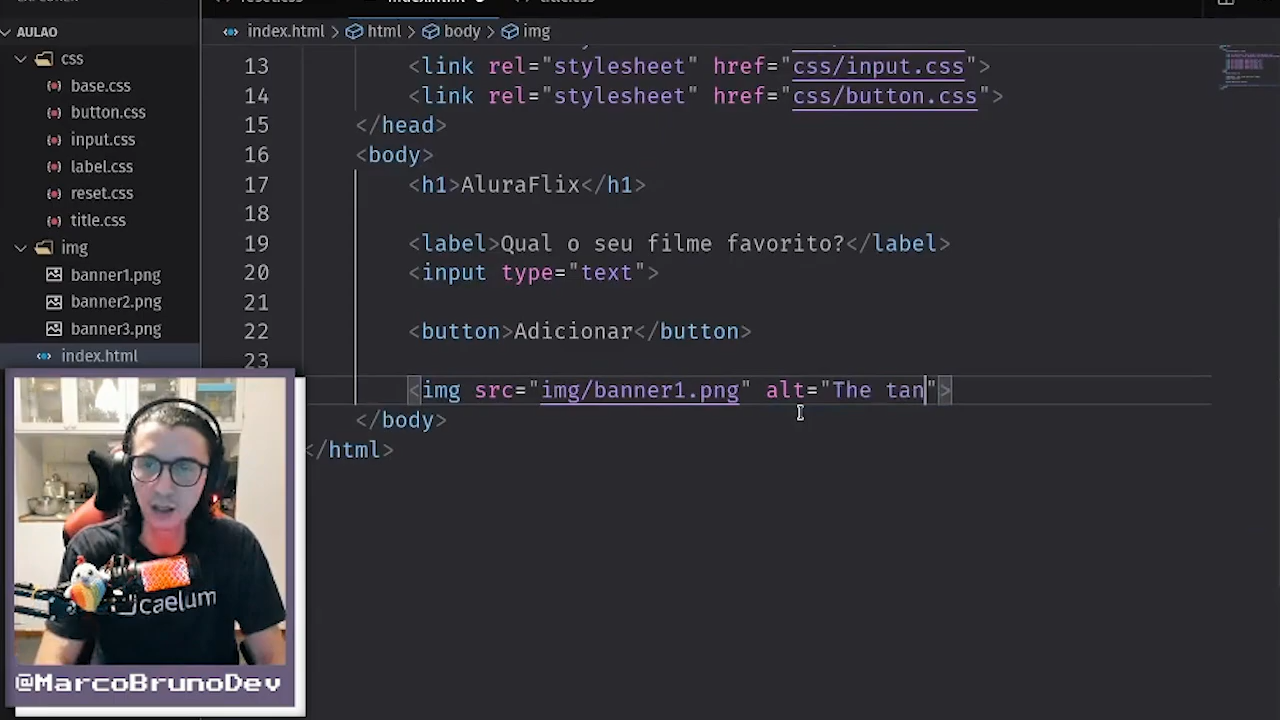 AULAO
css
base.css
button.css
input.css
label.css
reset.css
title.css
img
banner1.png
banner2.png
banner3.png
index.html
index.html > html > body > img
13 <link rel="stylesheet" href="css/input.css">
14 <link rel="stylesheet" href="css/button.css">
15 </head>
16 <body>
17 <h1>AluraFlix</h1>
18
19 <label>Qual o seu filme favorito?</label>
20 <input type="text">
21
22 <button>Adicionar</button>
23
<img src="img/banner1.png" alt="The tan">
</body>
</html>
caelum
@MarcoBrunoDev